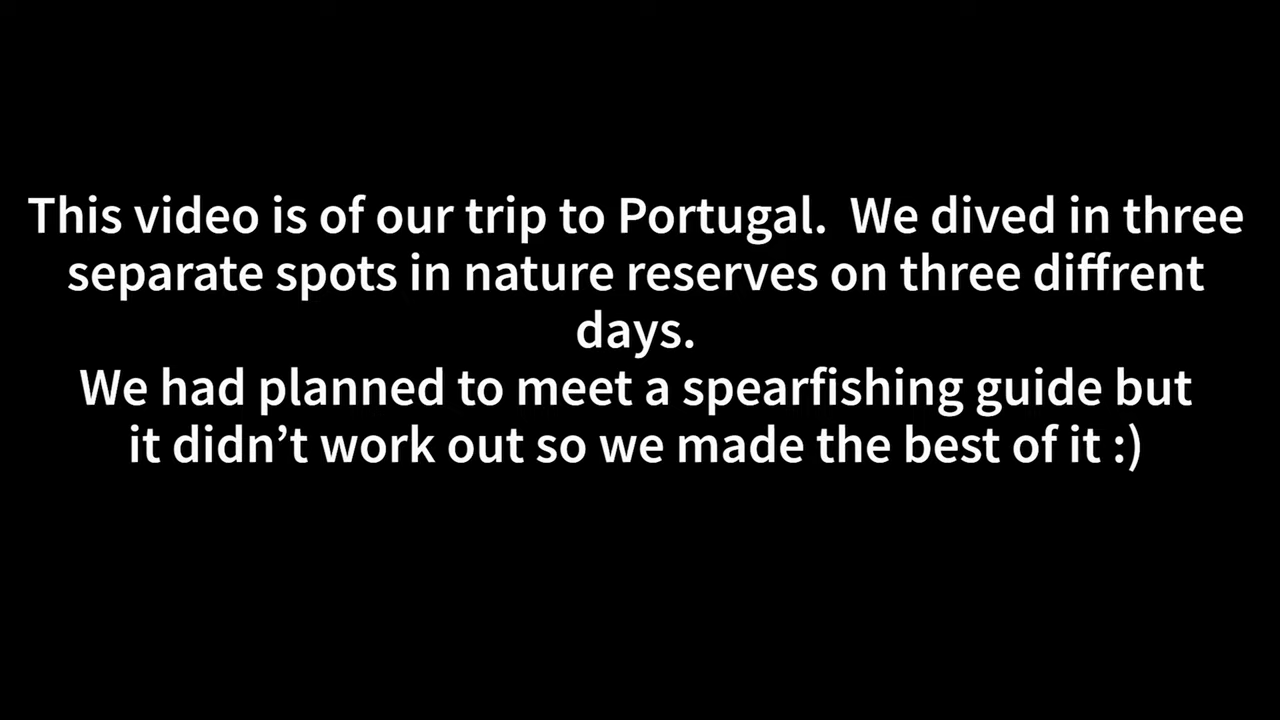 This video is of our trip to Portugal.  We dived in three
separate spots in nature reserves on three diffrent
days.
We had planned to meet a spearfishing guide but
it didn’t work out so we made the best of it :)